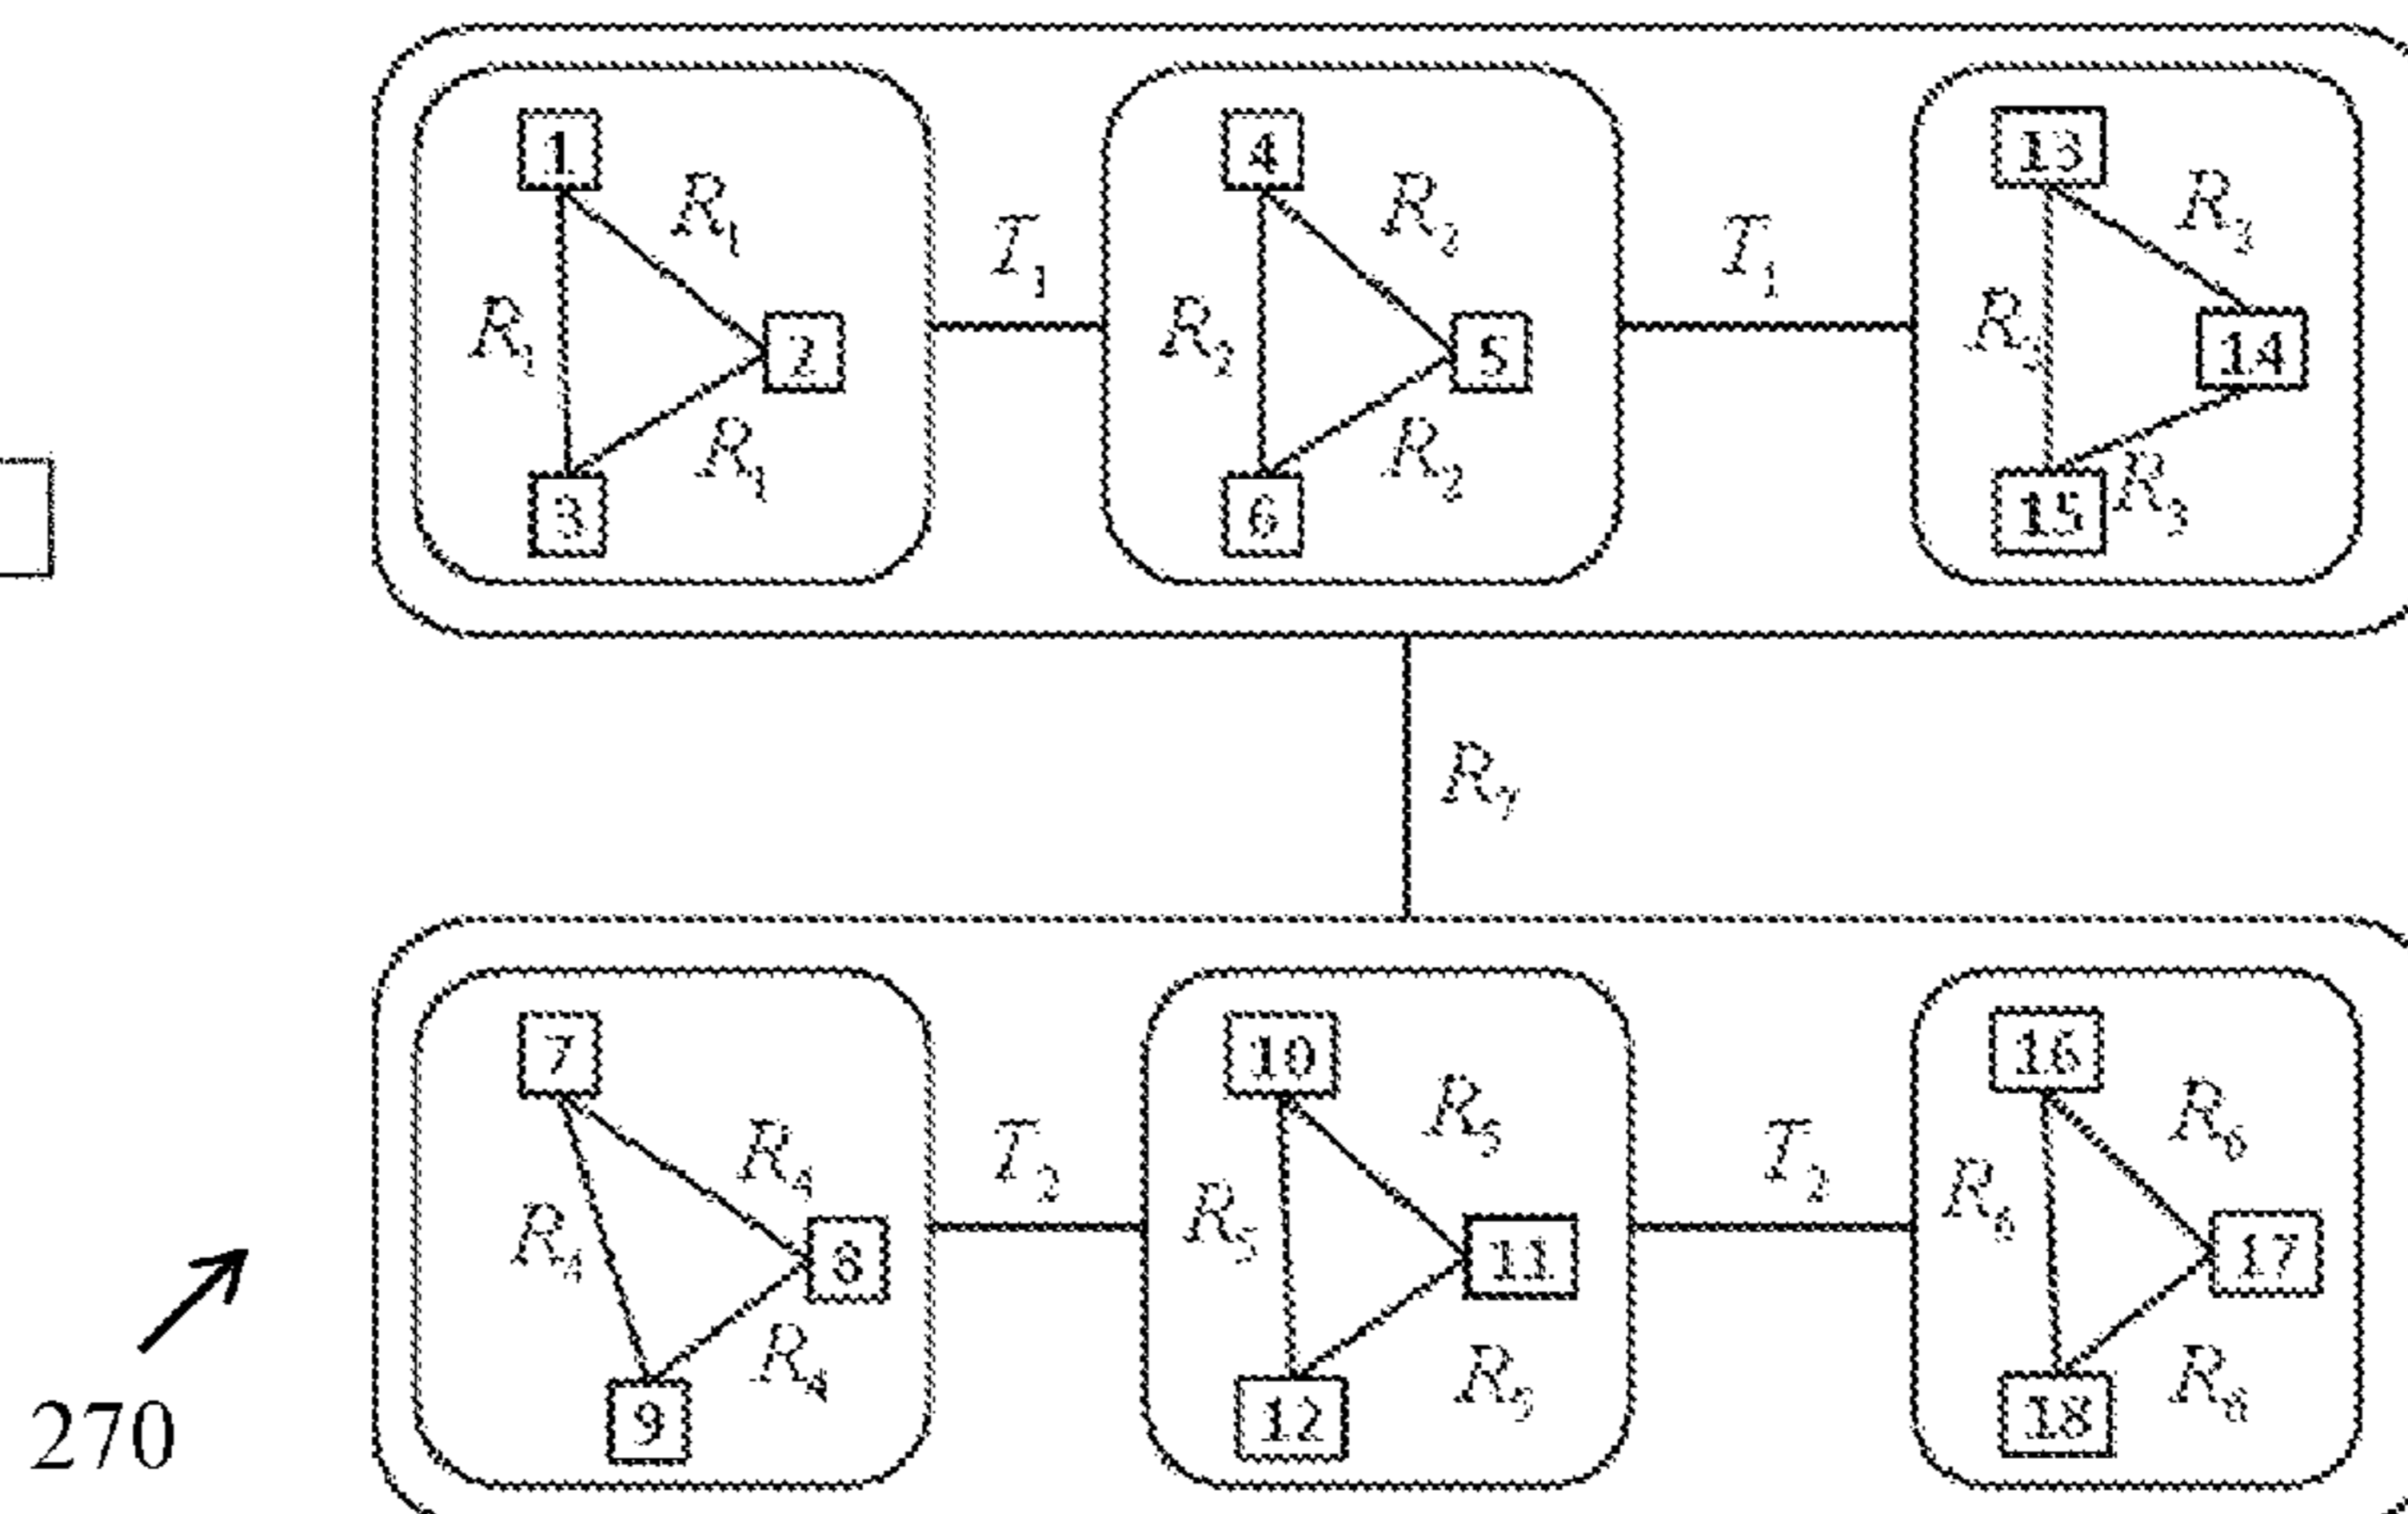 1 4 13
R₁ R₂ R₃
T₁ T₁
R₁ R₂ R₃
2 5 14
R₁ R₂ R₃
3 6 15
R₇
7 10 16
R₄ R₅ R₆
T₂ T₂
R₄ R₅ R₆
8 11 17
R₄ R₅ R₆
9 12 18
270